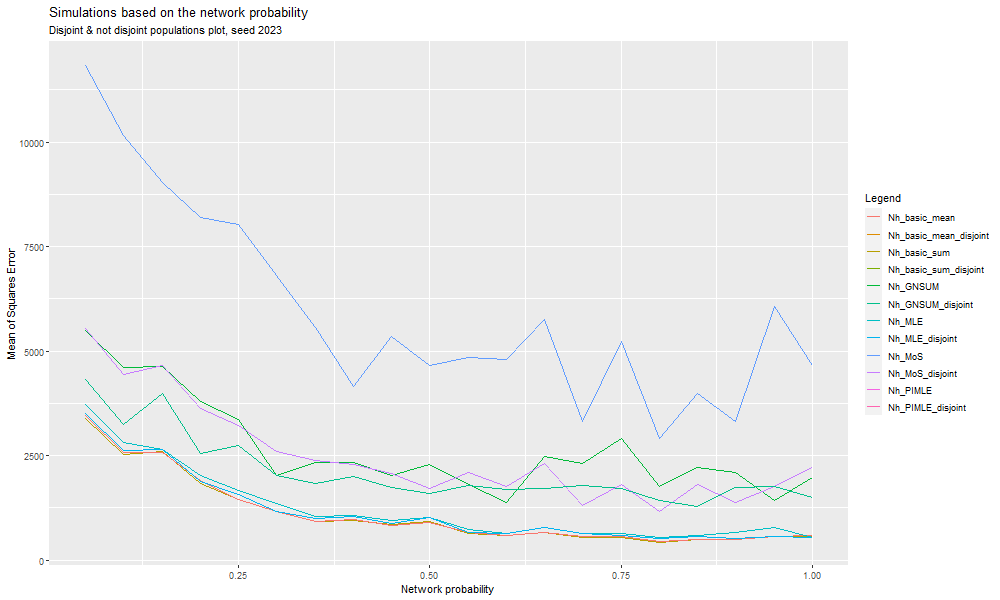 Simulations based on the network probability
Disjoint & not disjoint populations plot, seed 2023
Mean of Squares Error
10000
7500
5000
2500
0
0.25
0.50
0.75
1.00
Network probability
Legend
Nh_basic_mean
Nh_basic_mean_disjoint
Nh_basic_sum
Nh_basic_sum_disjoint
Nh_GNSUM
Nh_GNSUM_disjoint
Nh_MLE
Nh_MLE_disjoint
Nh_MoS
Nh_MoS_disjoint
Nh_PIMLE
Nh_PIMLE_disjoint